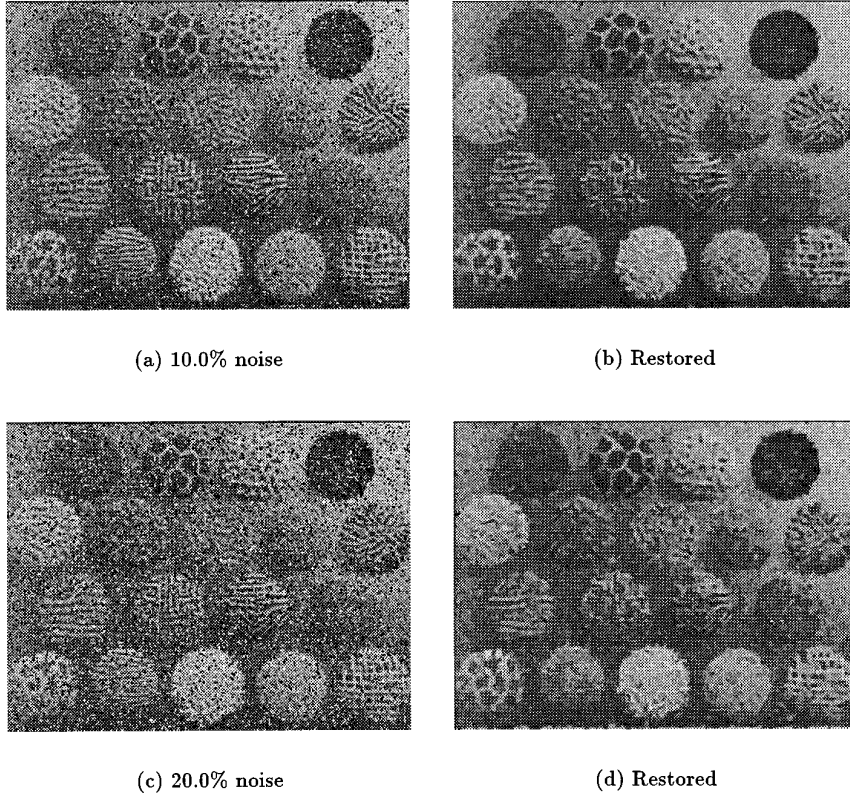 (a) 10.0% noise
(b) Restored
(c) 20.0% noise
(d) Restored